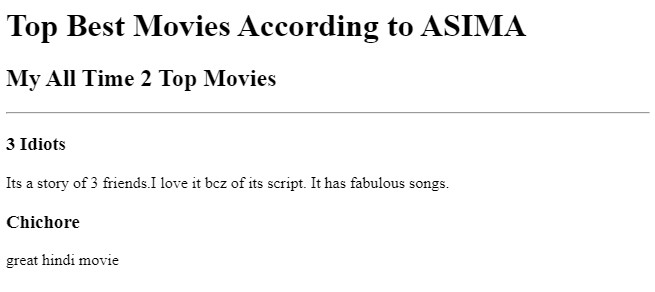 Top Best Movies According to ASIMA
My All Time 2 Top Movies
3 Idiots
Its a story of 3 friends.I love it bcz of its script. It has fabulous songs.
Chichore
great hindi movie